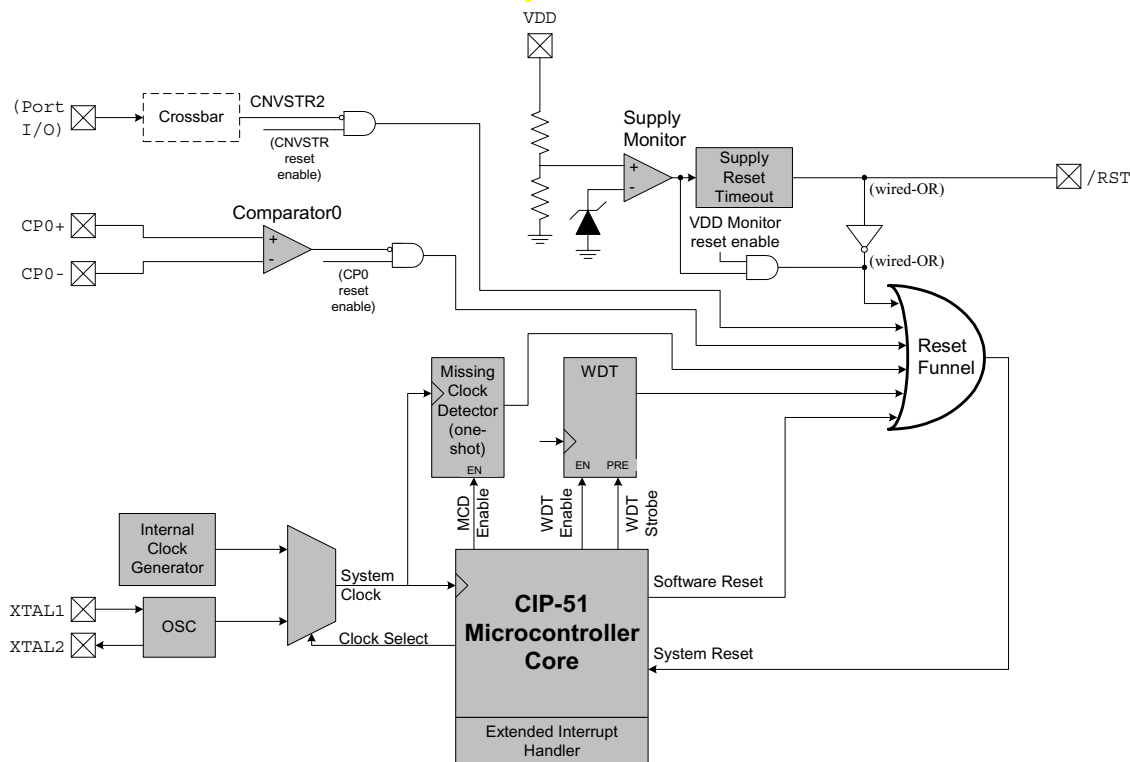 VDD
(Port
I/O)
Crossbar
CNVSTR2
(CNVSTR
reset
enable)
Supply
Monitor
+
-
Supply
Reset
Timeout
(wired-OR)
/RST
VDD Monitor
reset enable
(wired-OR)
CP0+
CP0-
Comparator0
+
-
(CP0
reset
enable)
Reset
Funnel
Missing
Clock
Detector
(one-
shot)
EN
WDT
EN
PRE
MCD
Enable
WDT
Enable
WDT
Strobe
Internal
Clock
Generator
System
Clock
XTAL1
XTAL2
OSC
Clock Select
CIP-51
Microcontroller
Core
Software Reset
System Reset
Extended Interrupt
Handler